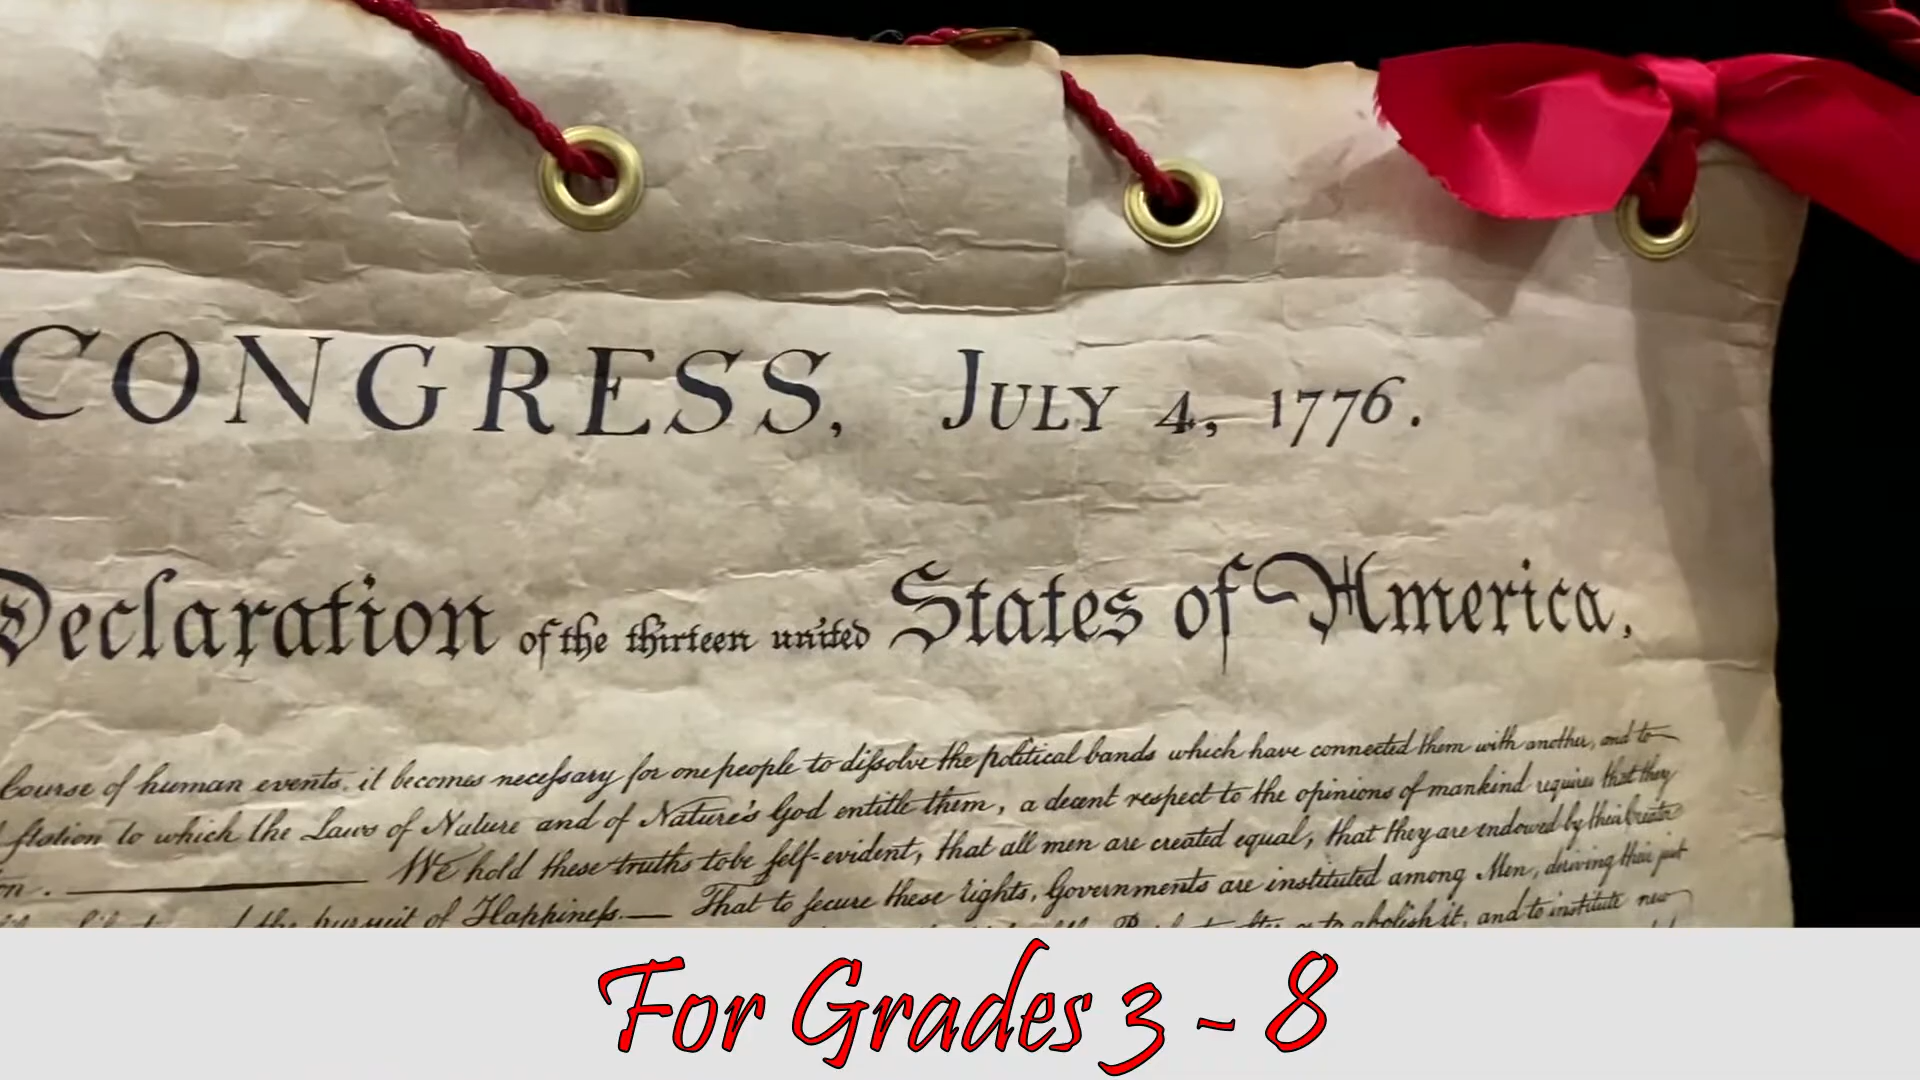 CONGRESS, JULY 4, 1776.
Declaration of the thirteen united States of America,
Course of human events, it becomes necessary for one people to dissolve the political bands which have connected them with another, and to
station to which the Laws of Nature and of Nature's God entitle them, a decent respect to the opinions of mankind requires that they
on. We hold these truths to be self-evident, that all men are created equal, that they are endowed by their Creator
the pursuit of Happiness.— That to secure these rights, Governments are instituted among Men, deriving their just
or to abolish it, and to institute new
For Grades 3 - 8